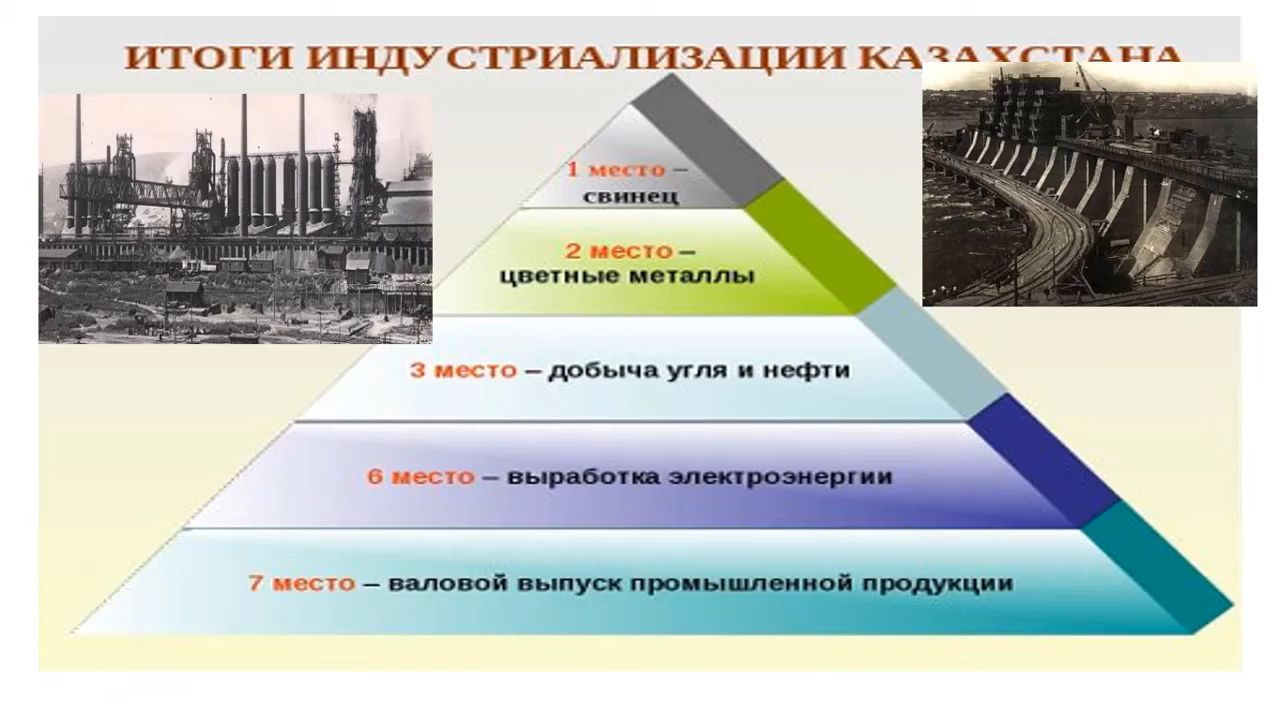 ИТОГИ ИНДУСТРИАЛИЗАЦИИ КАЗАХСТАНА
1 место –
свинец
2 место –
цветные металлы
3 место – добыча угля и нефти
6 место – выработка электроэнергии
7 место – валовой выпуск промышленной продукции